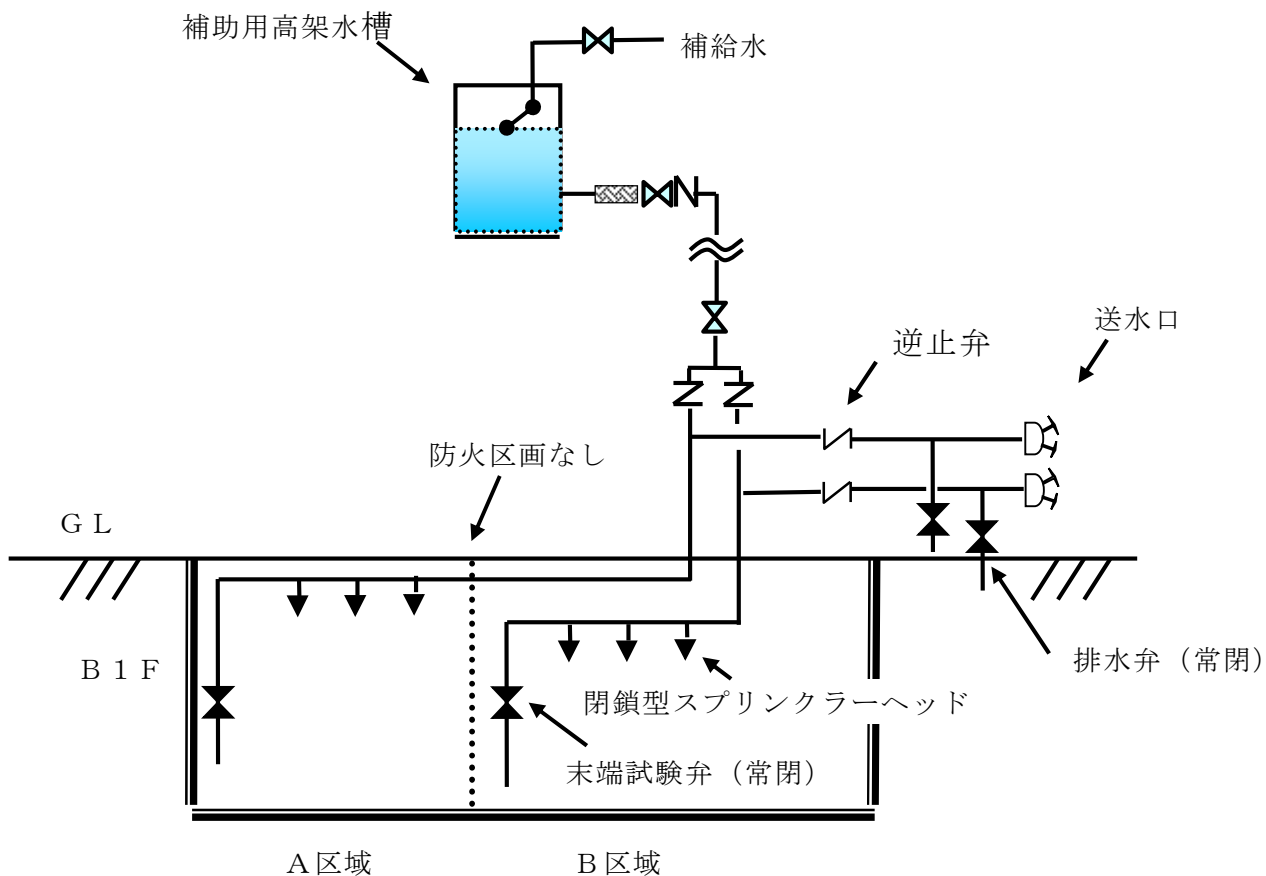 補助用高架水槽
補給水
送水口
逆止弁
防火区画なし
ＧＬ
Ｂ１Ｆ
排水弁（常閉）
閉鎖型スプリンクラーヘッド
末端試験弁（常閉）
Ａ区域
Ｂ区域